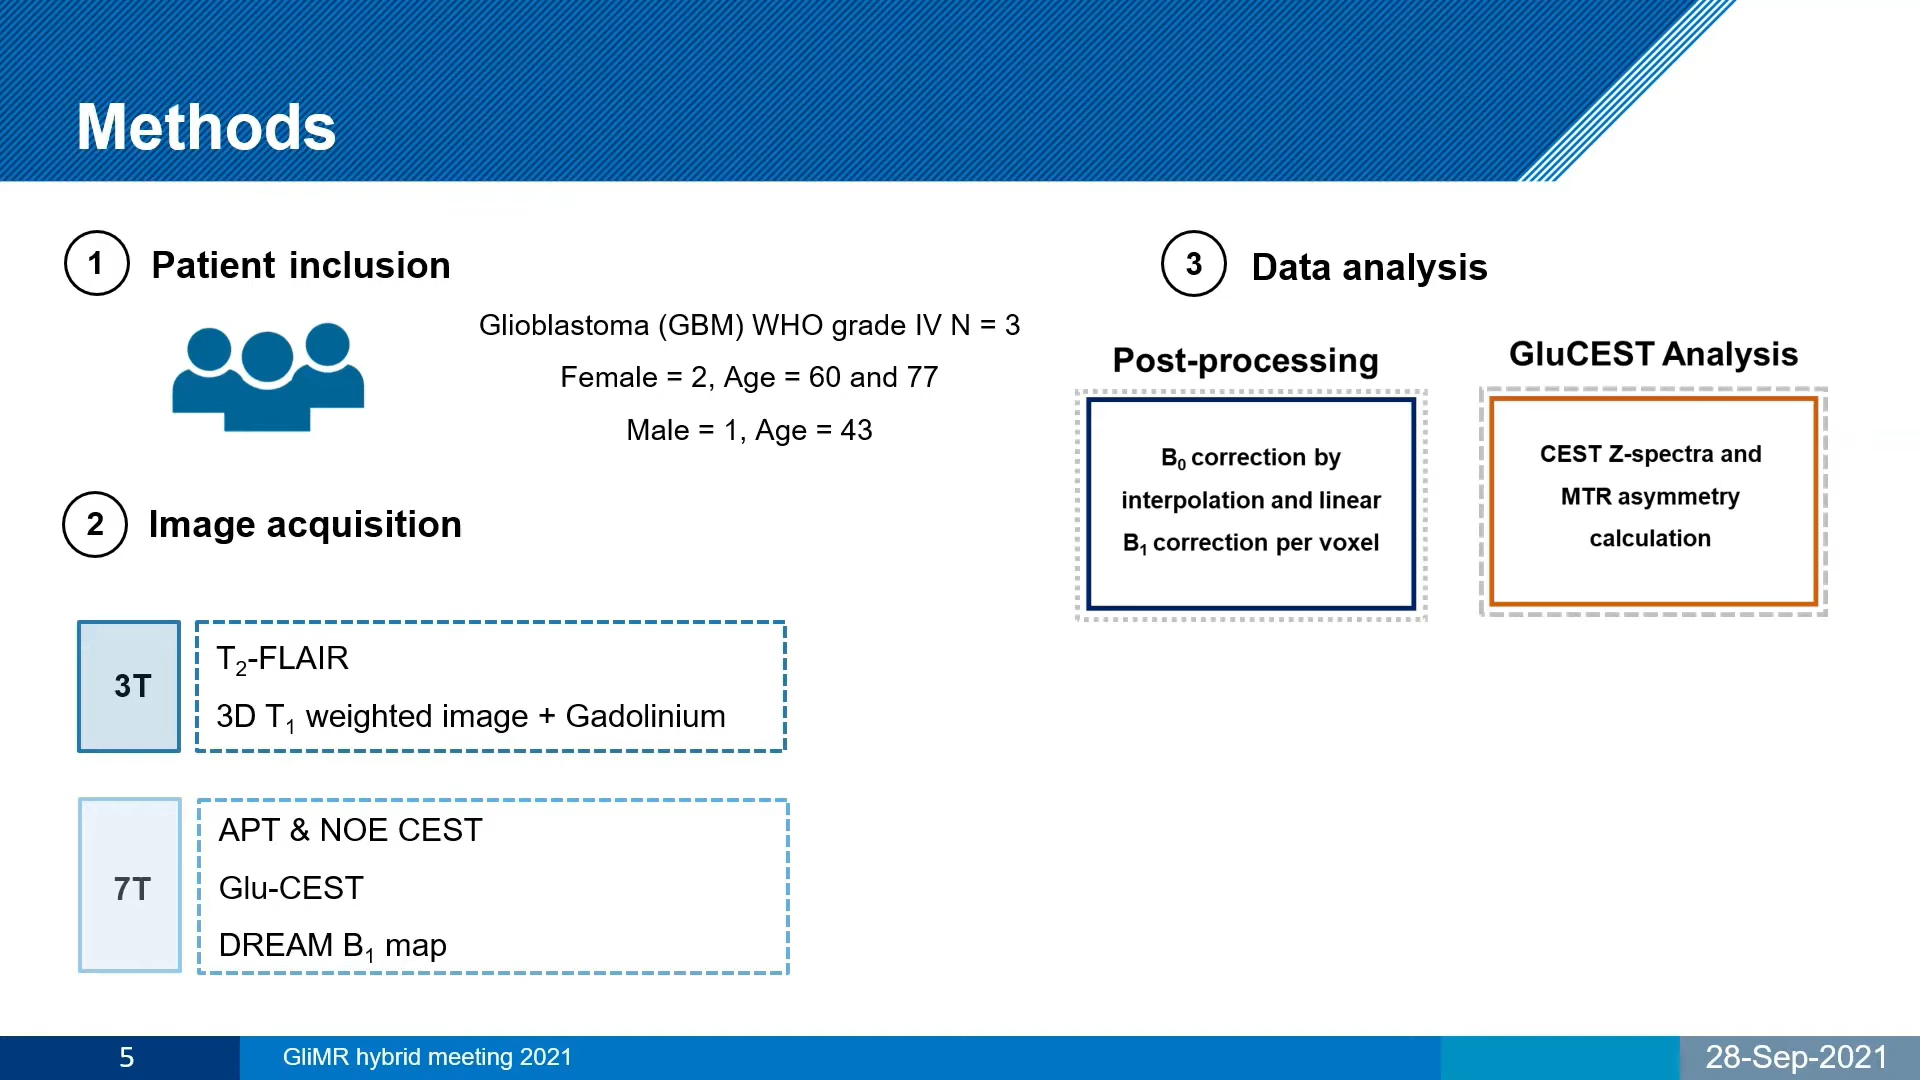 Methods
1 Patient inclusion
Glioblastoma (GBM) WHO grade IV N = 3
Female = 2, Age = 60 and 77
Male = 1, Age = 43
2 Image acquisition
3T
T2-FLAIR
3D T1 weighted image + Gadolinium
7T
APT & NOE CEST
Glu-CEST
DREAM B1 map
3 Data analysis
Post-processing
B0 correction by
interpolation and linear
B1 correction per voxel
GluCEST Analysis
CEST Z-spectra and
MTR asymmetry
calculation
5
GliMR hybrid meeting 2021
28-Sep-2021